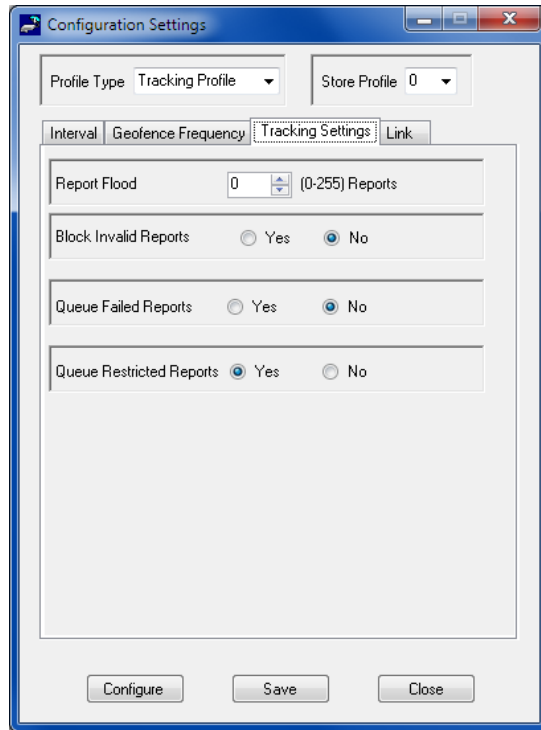 Configuration Settings
Profile Type Tracking Profile Store Profile 0
Interval Geofence Frequency Tracking Settings Link
Report Flood 0 (0-255) Reports
Block Invalid Reports Yes No
Queue Failed Reports Yes No
Queue Restricted Reports Yes No
Configure Save Close